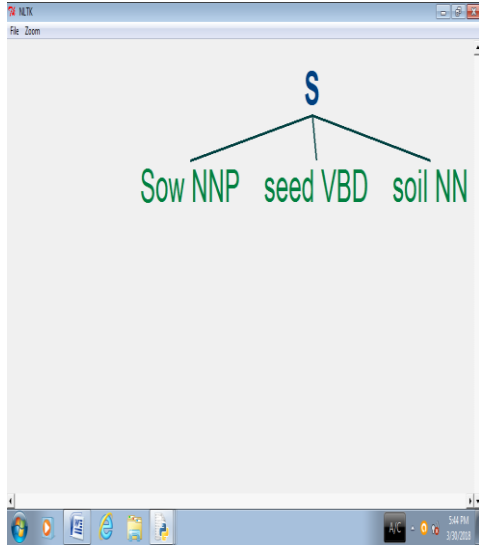 NLTK
File Zoom
S
Sow NNP seed VBD soil NN
A/C
5:44 PM
3/30/2018